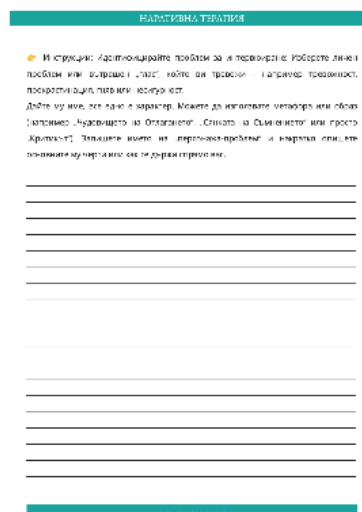 НАРАТИВНА ТЕРАПИЯ
Инструкции: Идентифицирайте проблем за интервюиране: Изберете личен
проблем или вътрешен „глас“, който ви тревожи – например тревожност,
прокрастинация, гняв или несигурност.
Дайте му име, все едно е характер. Можете да използвате метафора или образ
(например „Чудовището на Отлагането“, „Сянката на Съмнението“ или просто
„Критикът“). Запишете името на „персонажа-проблем“ и накратко опишете
основните му черти или как се държи спрямо вас.